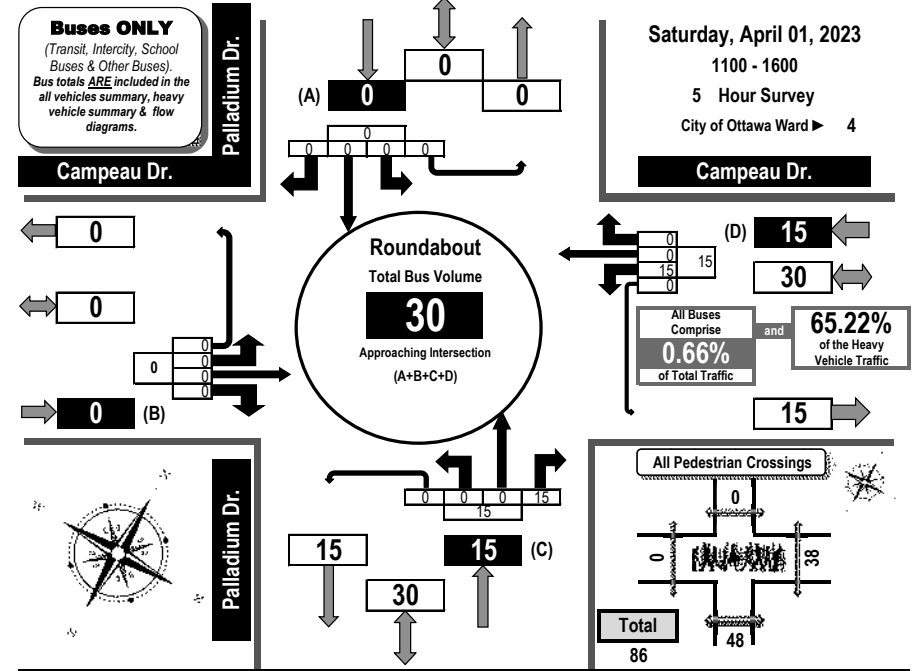 Buses ONLY
(Transit, Intercity, School
Buses & Other Buses).
Bus totals ARE included in the
all vehicles summary, heavy
vehicle summary & flow
diagrams.
Palladium Dr.
Campeau Dr.
(A)
0
0
0
0
0 0 0 0
Saturday, April 01, 2023
1100 - 1600
5 Hour Survey
City of Ottawa Ward ► 4
Campeau Dr.
0
0
0
0
0
0
0
0 (B)
Roundabout
Total Bus Volume
30
Approaching Intersection
(A+B+C+D)
(D) 15
30
0
0
15
0
15
All Buses
Comprise
0.66%
of Total Traffic
and
65.22%
of the Heavy
Vehicle Traffic
15
Palladium Dr.
0 0 0 15
15
15
15 (C)
30
All Pedestrian Crossings
0
0
38
48
Total
86